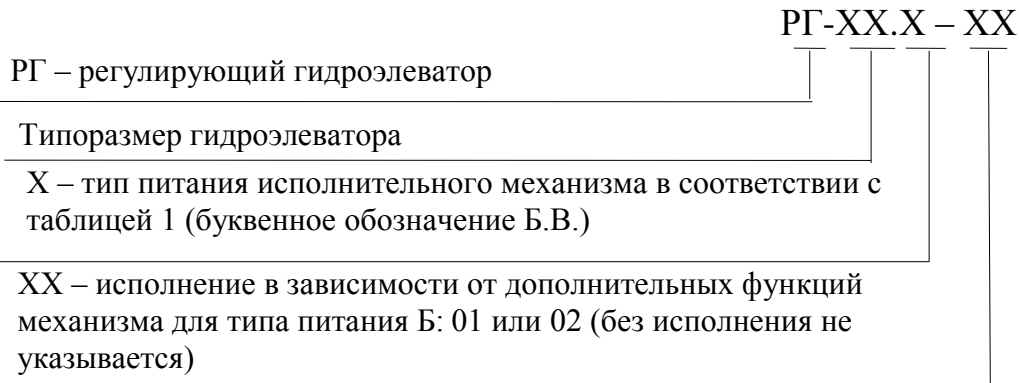 РГ-ХХ.Х – ХХ
РГ – регулирующий гидроэлеватор
Типоразмер гидроэлеватора
Х – тип питания исполнительного механизма в соответствии с
таблицей 1 (буквенное обозначение Б.В.)
ХХ – исполнение в зависимости от дополнительных функций
механизма для типа питания Б: 01 или 02 (без исполнения не
указывается)